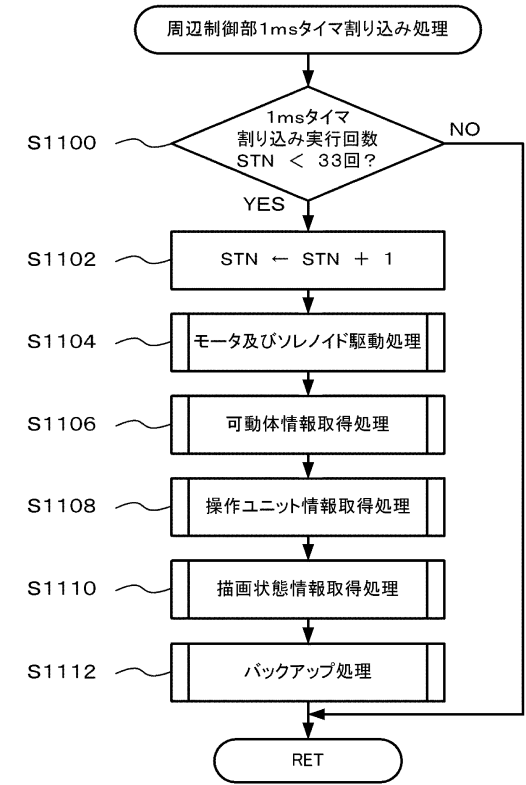 周辺制御部1msタイマ割り込み処理
1msタイマ
割り込み実行回数
STN < 33回?
S1100
NO
YES
S1102
STN ← STN + 1
S1104
モータ及びソレノイド駆動処理
S1106
可動体情報取得処理
S1108
操作ユニット情報取得処理
S1110
描画状態情報取得処理
S1112
バックアップ処理
RET